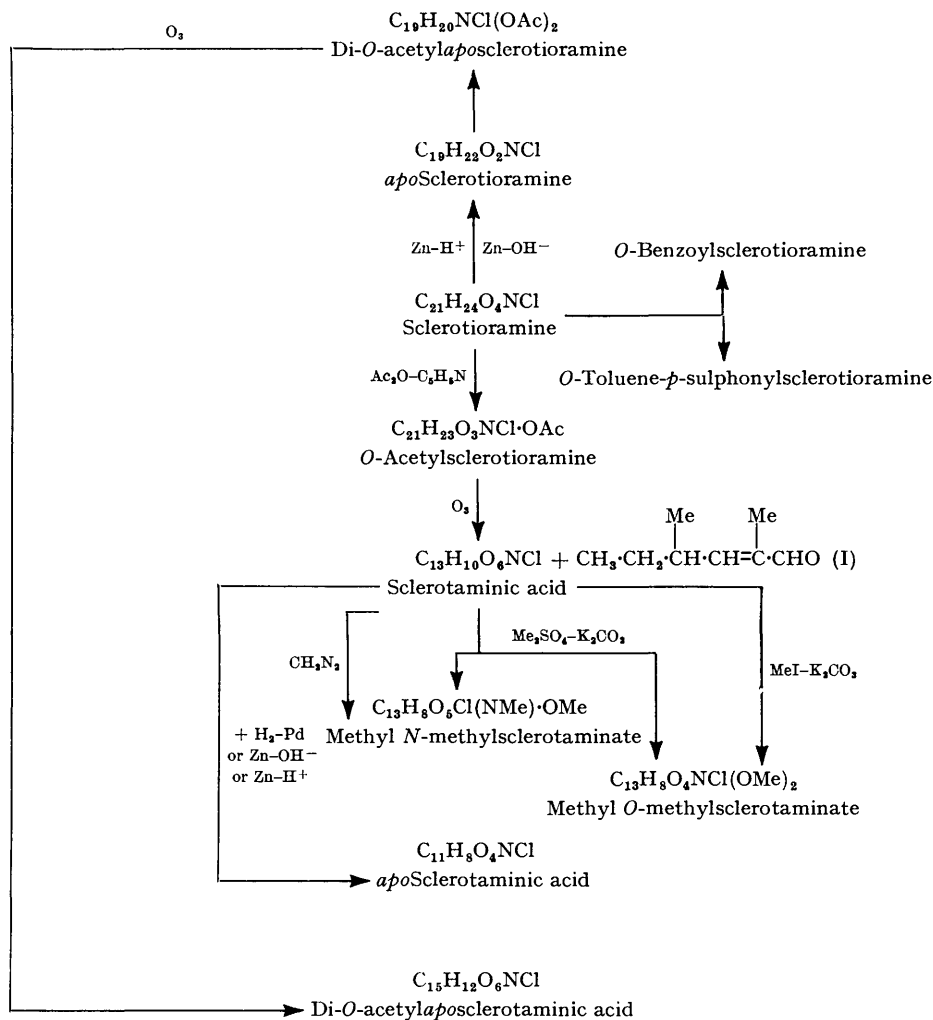 O₃
C₁₉H₂₀NCl(OAc)₂
Di-O-acetylaposclerotioramine
C₁₉H₂₂O₂NCl
apoSclerotioramine
Zn-H⁺ Zn-OH⁻
O-Benzoylsclerotioramine
C₂₁H₂₄O₄NCl
Sclerotioramine
O-Toluene-p-sulphonylsclerotioramine
Ac₂O-C₅H₅N
C₂₁H₂₃O₃NCl·OAc
O-Acetylsclerotioramine
O₃
Me Me
C₁₃H₁₀O₆NCl + CH₃·CH₂·CH·CH=C·CHO (I)
Sclerotaminic acid
Me₂SO₄-K₂CO₃
CH₂N₂
MeI-K₂CO₃
C₁₃H₈O₅Cl(NMe)·OMe
Methyl N-methylsclerotaminate
+ H₂-Pd
or Zn-OH⁻
or Zn-H⁺
C₁₃H₈O₄NCl(OMe)₂
Methyl O-methylsclerotaminate
C₁₁H₈O₄NCl
apoSclerotaminic acid
C₁₅H₁₂O₆NCl
Di-O-acetylaposclerotaminic acid